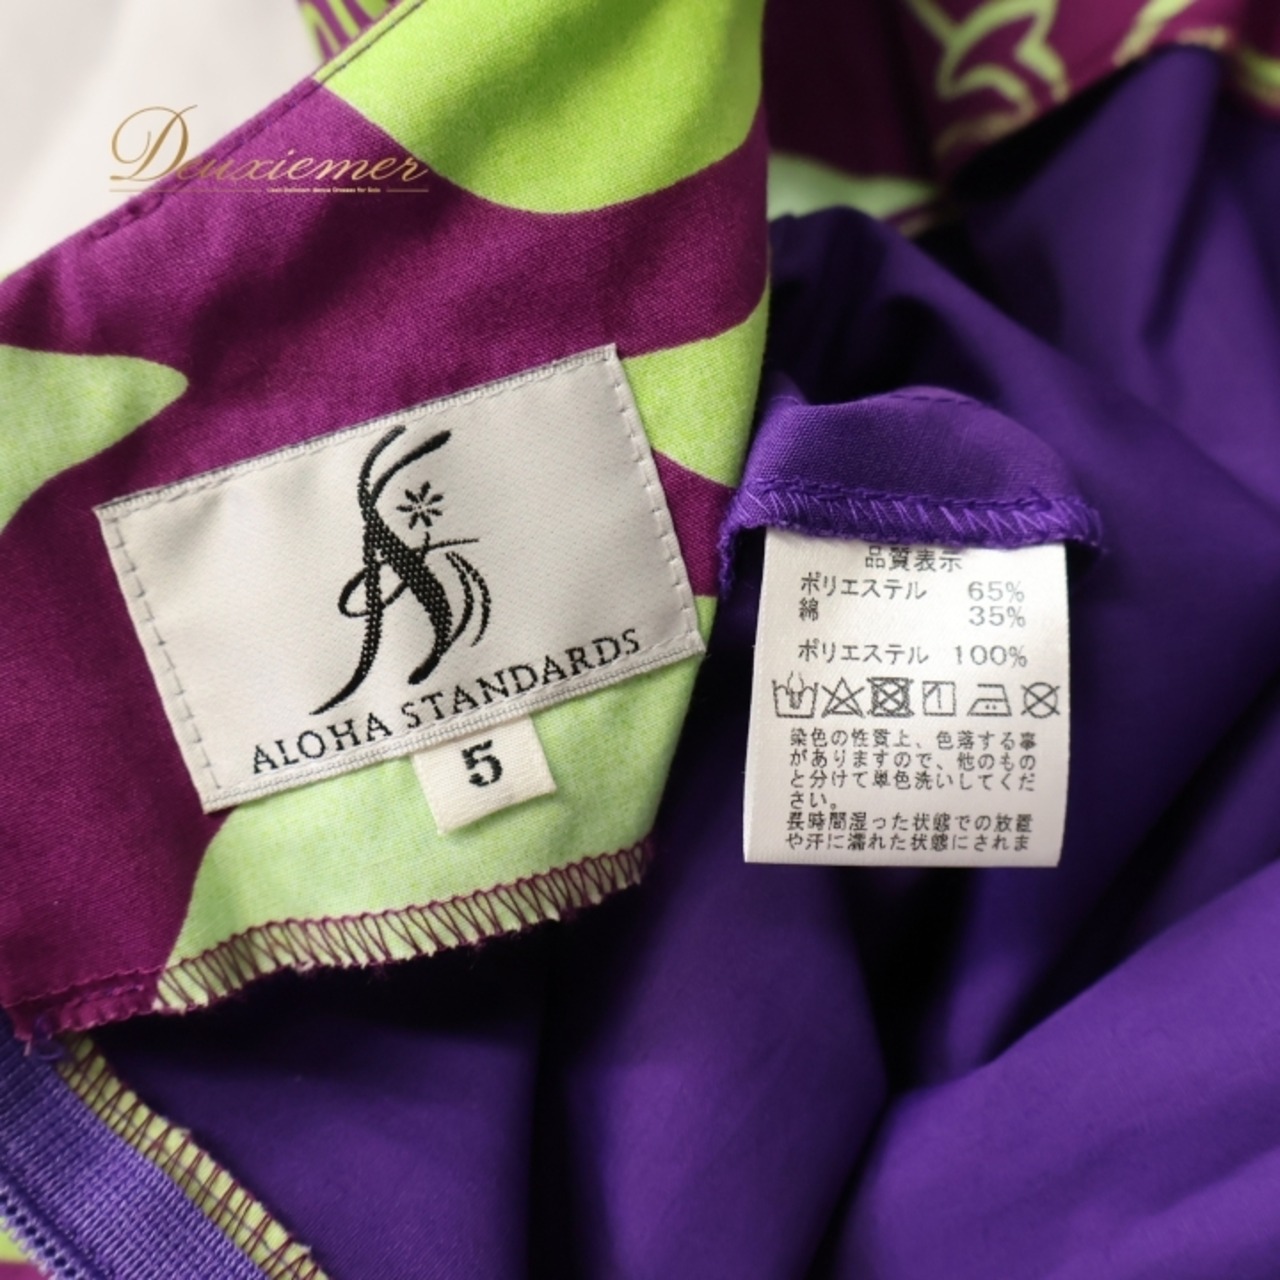 Deuxiemer
ALOHA STANDARDS
5
品質表示
ポリエステル 65%
綿 35%
ポリエステル 100%
染色の性質上、色落する事
がありますので、他のもの
と分けて単色洗いしてくだ
さい。
長時間湿った状態での放置
や汗に濡れた状態にされま